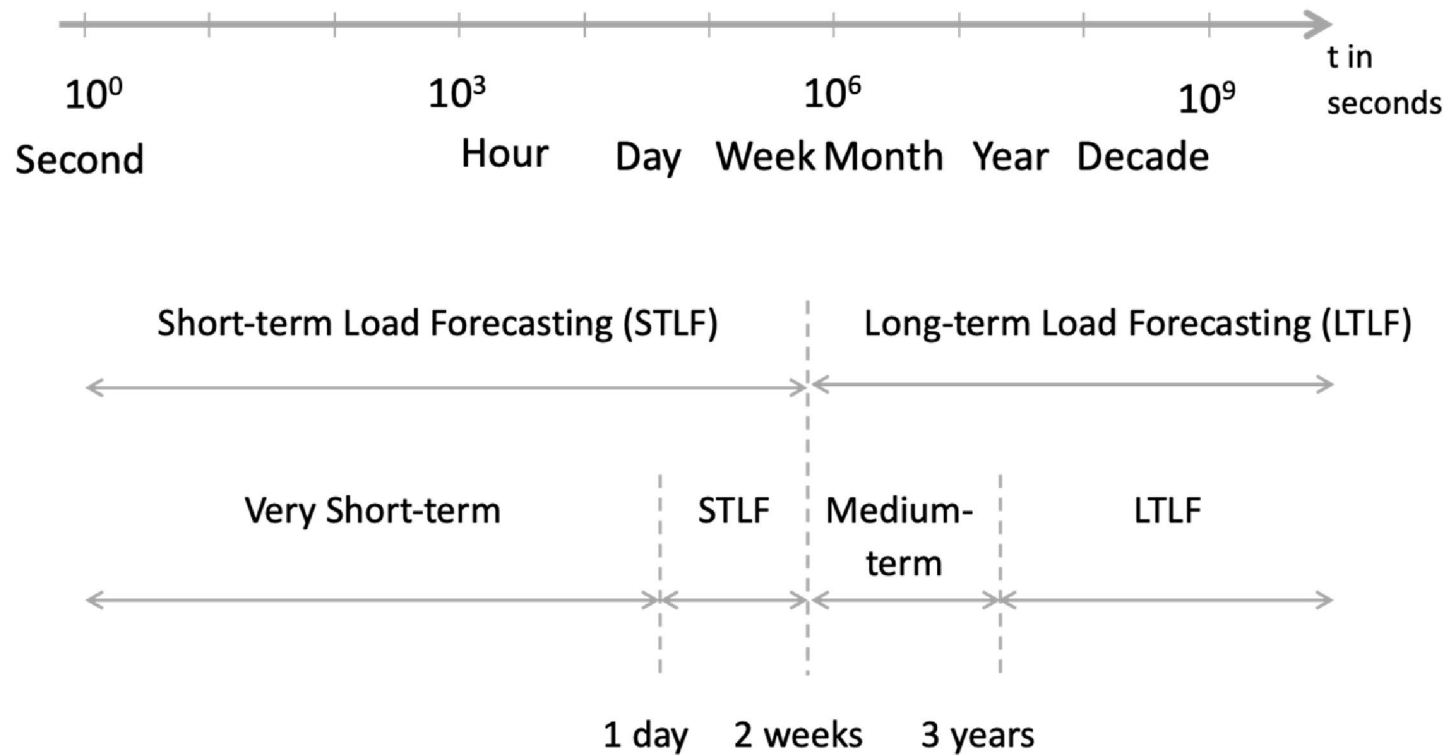 10⁰ 10³ 10⁶ 10⁹ t in
seconds
Second Hour Day Week Month Year Decade
Short-term Load Forecasting (STLF) Long-term Load Forecasting (LTLF)
Very Short-term STLF Medium- LTLF
term
1 day 2 weeks 3 years